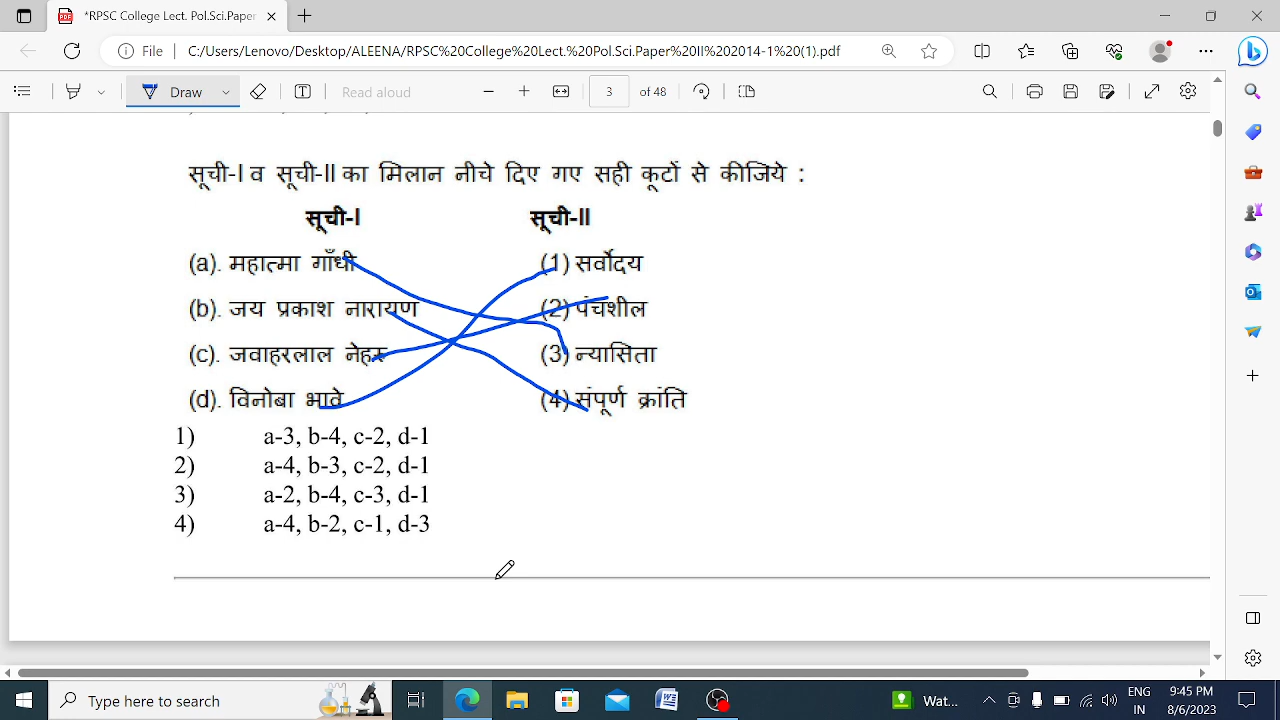 *RPSC College Lect. Pol.Sci.Paper
File | C:/Users/Lenovo/Desktop/ALEENA/RPSC%20College%20Lect.%20Pol.Sci.Paper%20II%202014-1%20(1).pdf
Draw
Read aloud
3 of 48
सूची-I व सूची-II का मिलान नीचे दिए गए सही कूटों से कीजिये :
सूची-I सूची-II
(a). महात्मा गाँधी (1) सर्वोदय
(b). जय प्रकाश नारायण (2) पंचशील
(c). जवाहरलाल नेहरु (3) न्यासिता
(d). विनोबा भावे (4) संपूर्ण क्रांति
1) a-3, b-4, c-2, d-1
2) a-4, b-3, c-2, d-1
3) a-2, b-4, c-3, d-1
4) a-4, b-2, c-1, d-3
Type here to search
Wat...
ENG
IN
9:45 PM
8/6/2023